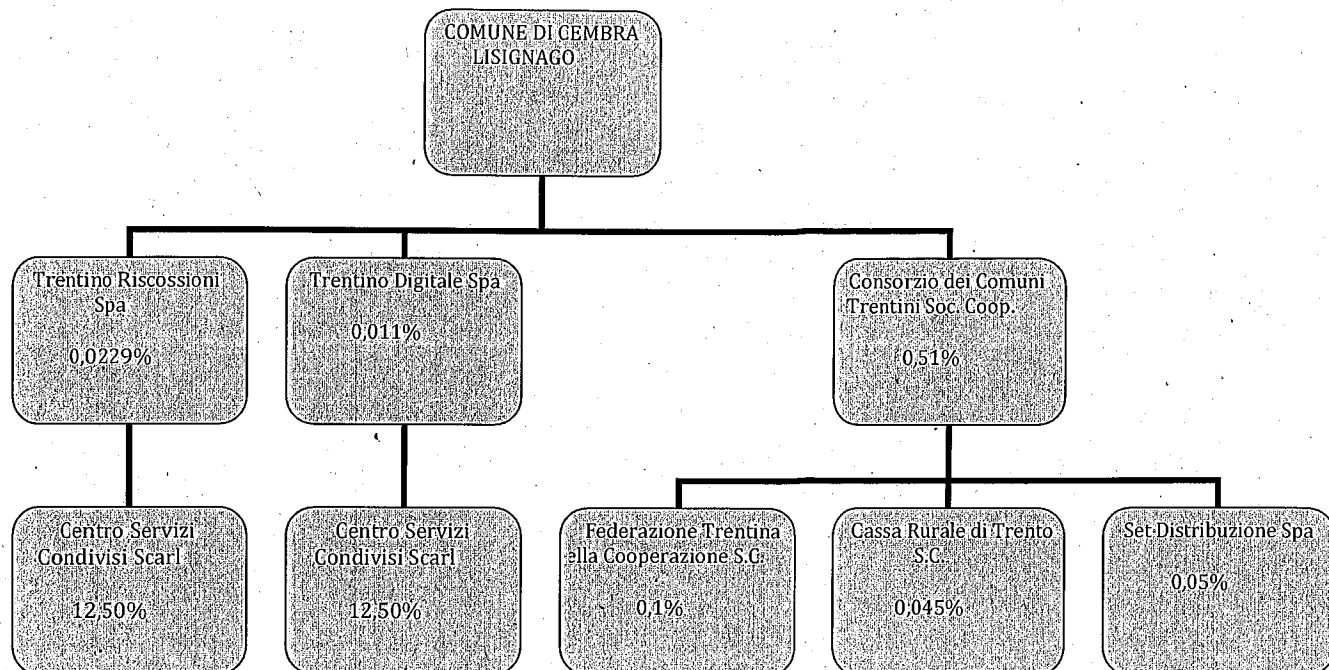 COMUNE DI CEMBRA
LISIGNAGO
Trentino Riscossioni
Spa
0,0229%
Trentino Digitale Spa
0,011%
Consorzio dei Comuni
Trentini Soc. Coop.
0,51%
Centro Servizi
Condivisi Scarl
12,50%
Centro Servizi
Condivisi Scarl
12,50%
Federazione Trentina
ella Cooperazione S.C.
0,1%
Cassa Rurale di Trento
S.C.
0,045%
Set Distribuzione Spa
0,05%